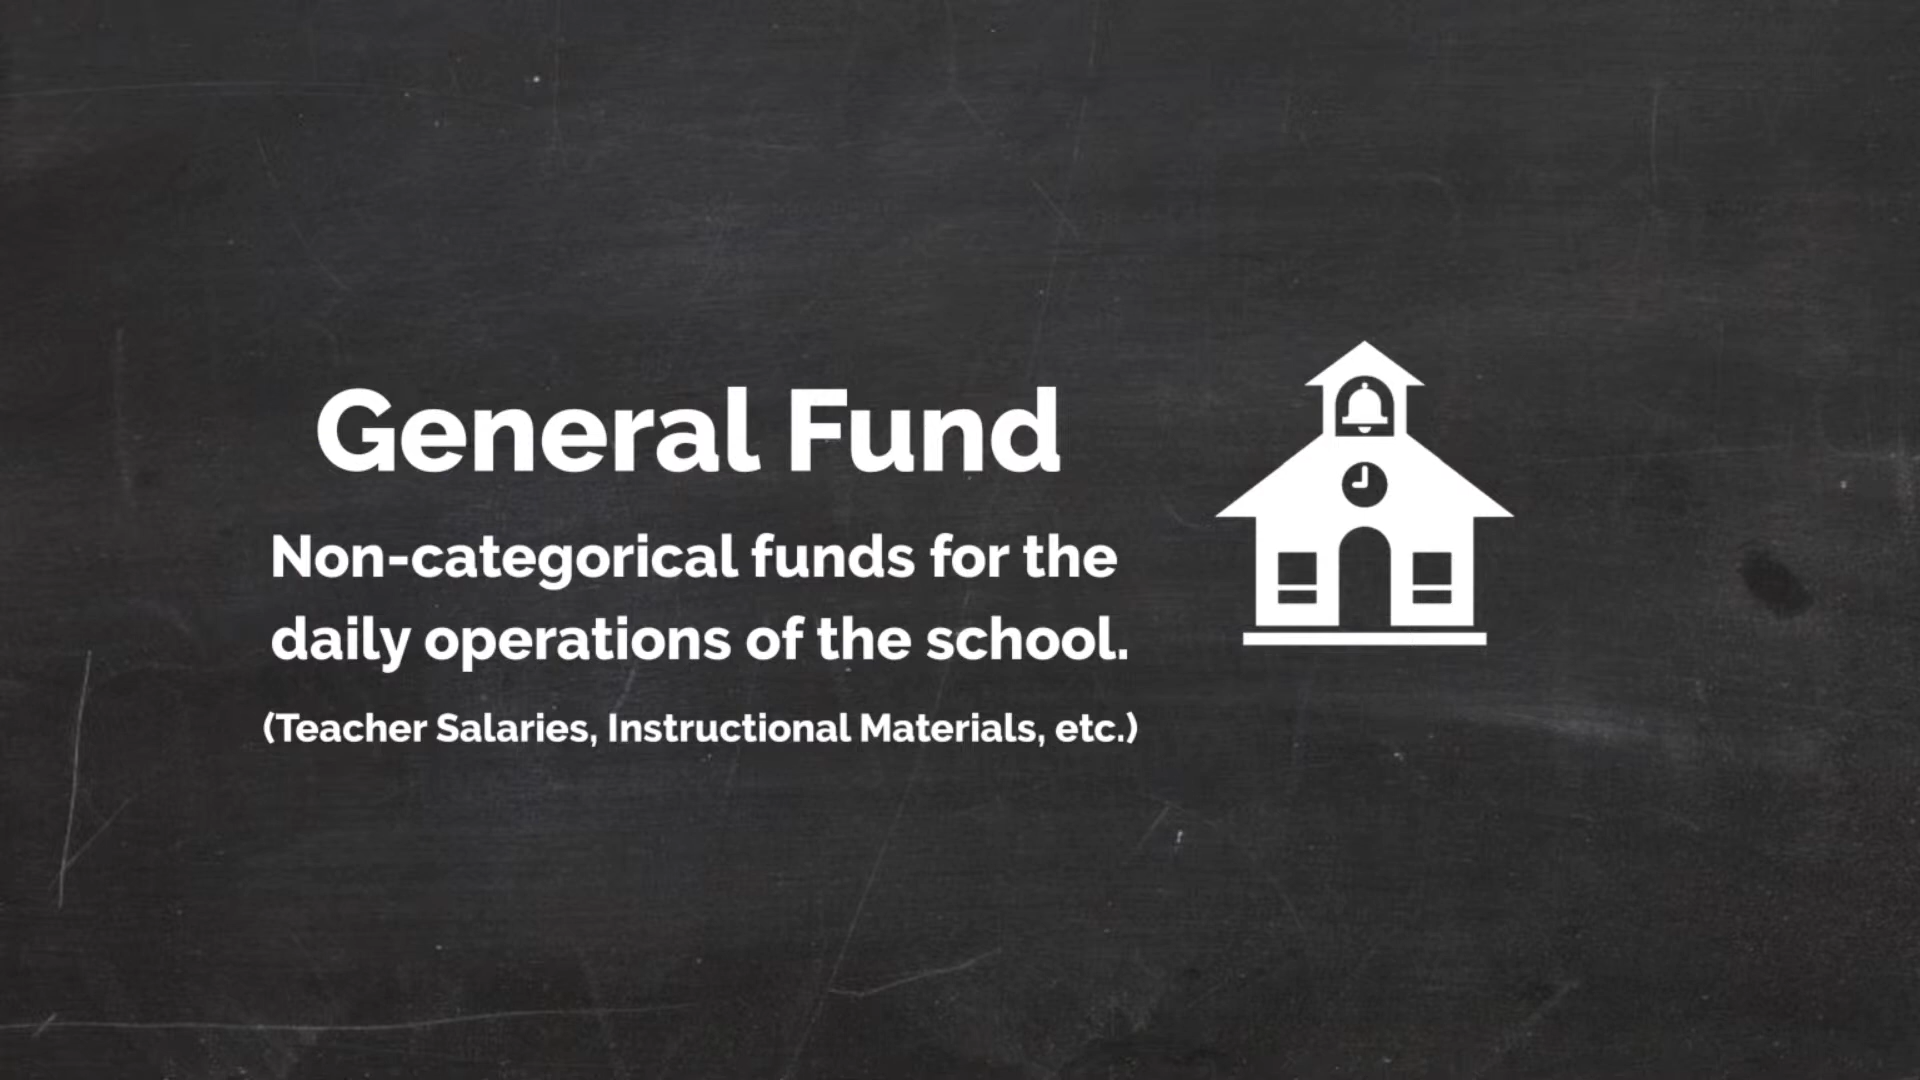 General Fund
Non-categorical funds for the
daily operations of the school.
(Teacher Salaries, Instructional Materials, etc.)